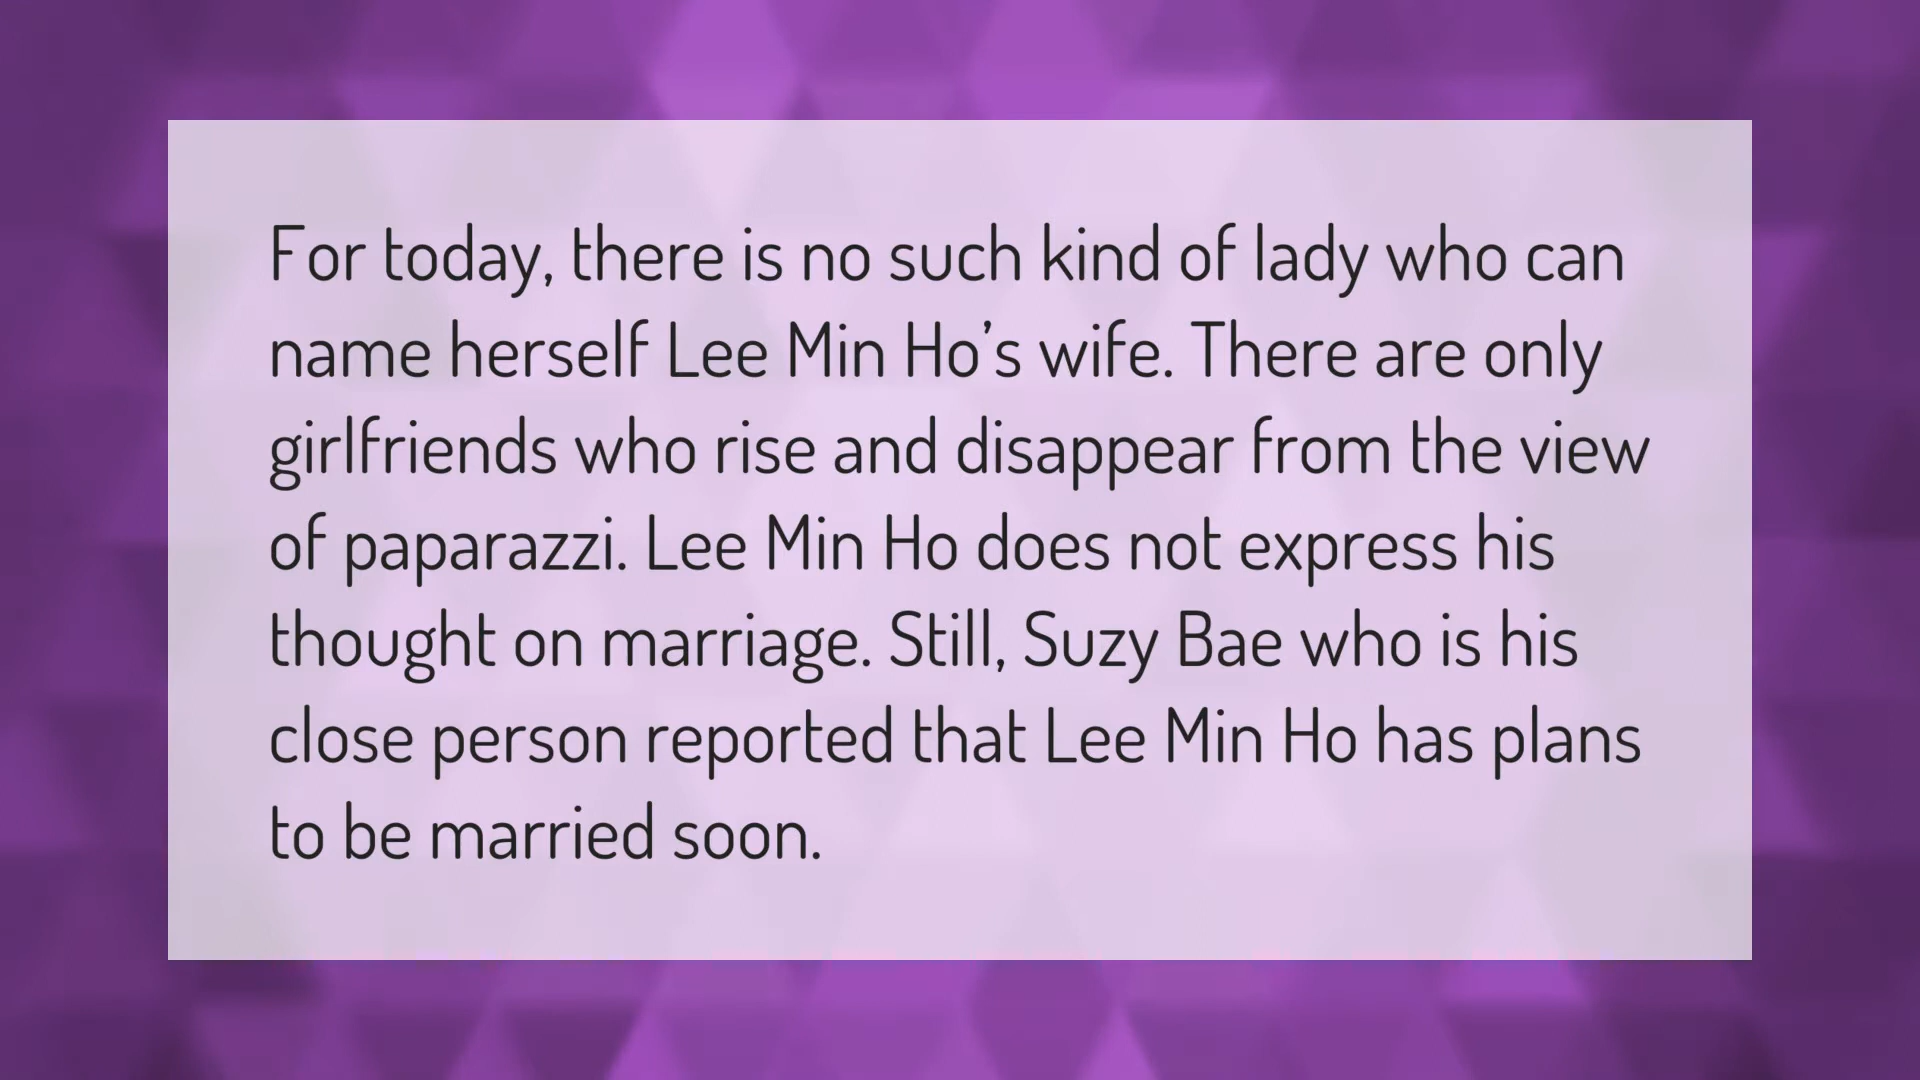 For today, there is no such kind of lady who can
name herself Lee Min Ho’s wife. There are only
girlfriends who rise and disappear from the view
of paparazzi. Lee Min Ho does not express his
thought on marriage. Still, Suzy Bae who is his
close person reported that Lee Min Ho has plans
to be married soon.